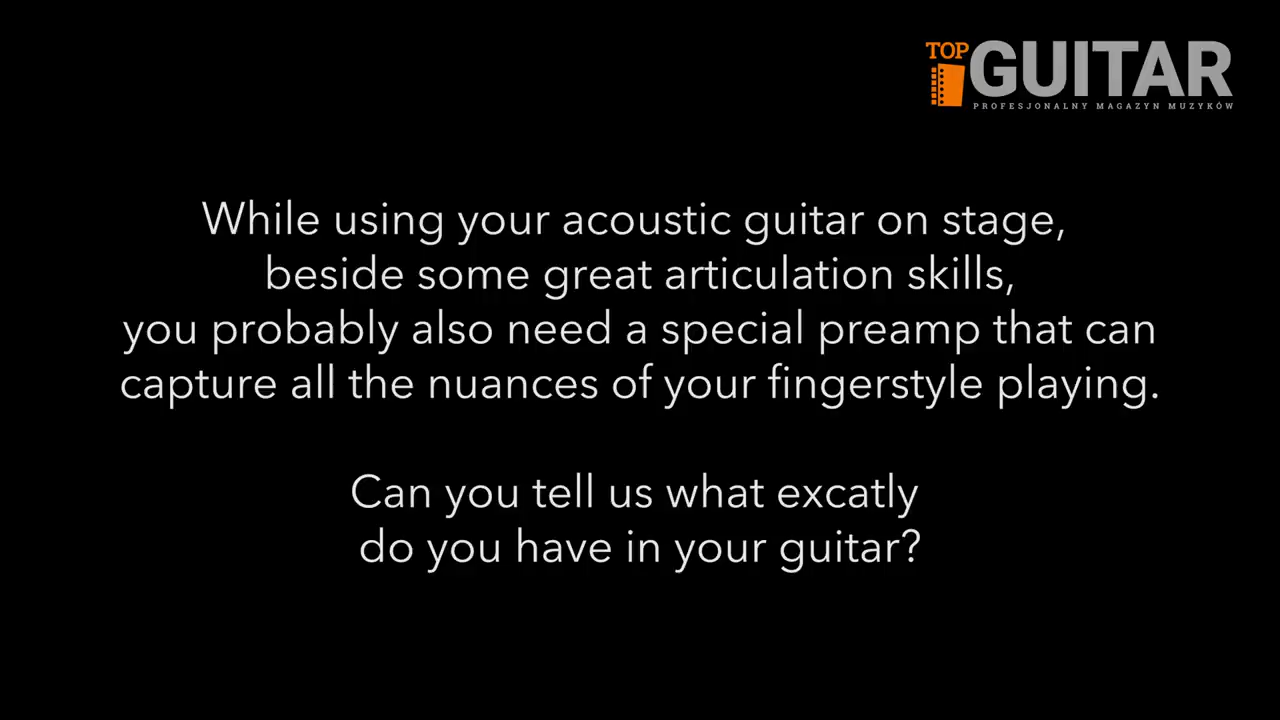 TOP GUITAR
PROFESJONALNY MAGAZYN MUZYKÓW
While using your acoustic guitar on stage,
beside some great articulation skills,
you probably also need a special preamp that can
capture all the nuances of your fingerstyle playing.
Can you tell us what excatly
do you have in your guitar?